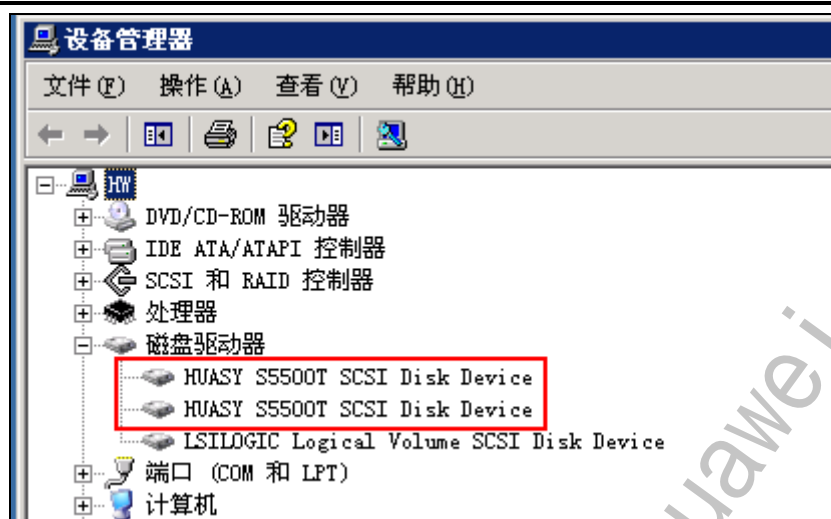 设备管理器
文件(F) 操作(A) 查看(V) 帮助(H)
HW
DVD/CD-ROM 驱动器
IDE ATA/ATAPI 控制器
SCSI 和 RAID 控制器
处理器
磁盘驱动器
HUASY S5500T SCSI Disk Device
HUASY S5500T SCSI Disk Device
LSILOGIC Logical Volume SCSI Disk Device
端口 (COM 和 LPT)
计算机
uawei